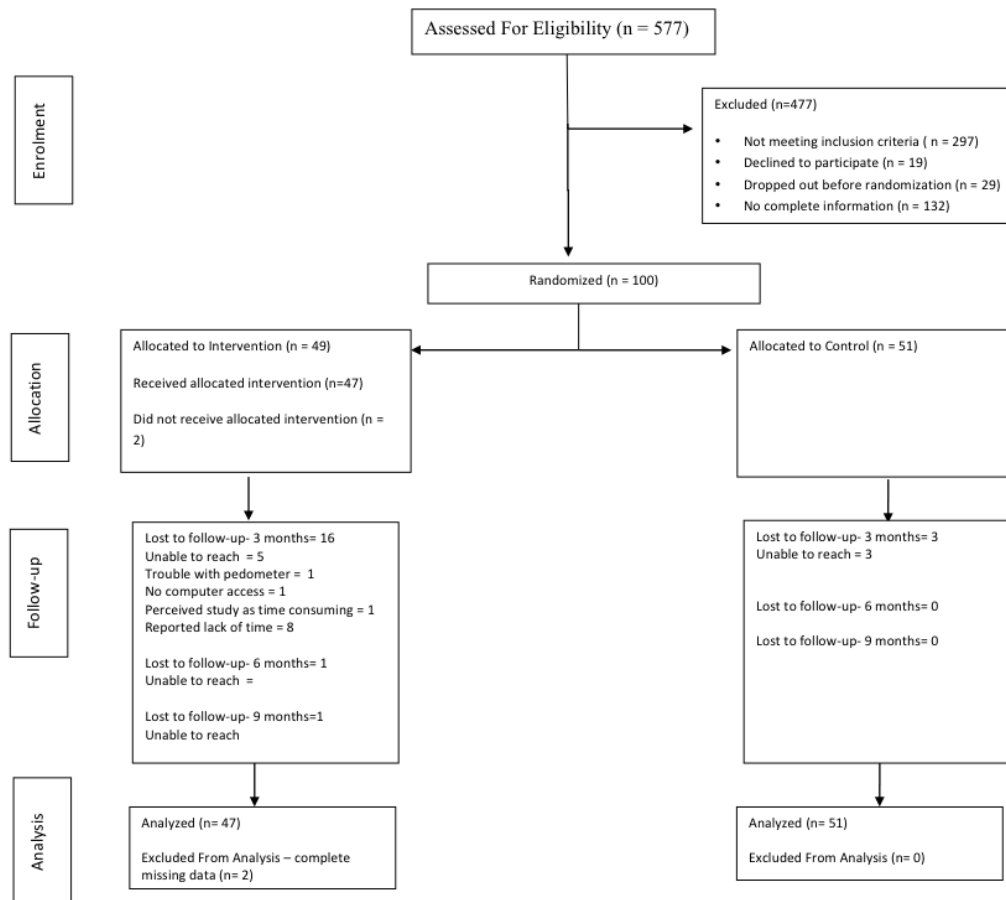 Assessed For Eligibility (n = 577)
Enrolment
Excluded (n=477)
• Not meeting inclusion criteria ( n = 297)
• Declined to participate (n = 19)
• Dropped out before randomization (n = 29)
• No complete information (n = 132)
Randomized (n = 100)
Allocation
Allocated to Intervention (n = 49)
Received allocated intervention (n=47)
Did not receive allocated intervention (n =
2)
Allocated to Control (n = 51)
Follow-up
Lost to follow-up- 3 months= 16
Unable to reach = 5
Trouble with pedometer = 1
No computer access = 1
Perceived study as time consuming = 1
Reported lack of time = 8
Lost to follow-up- 6 months= 1
Unable to reach =
Lost to follow-up- 9 months=1
Unable to reach
Lost to follow-up- 3 months= 3
Unable to reach = 3
Lost to follow-up- 6 months= 0
Lost to follow-up- 9 months= 0
Analysis
Analyzed (n= 47)
Excluded From Analysis – complete
missing data (n= 2)
Analyzed (n= 51)
Excluded From Analysis (n= 0)